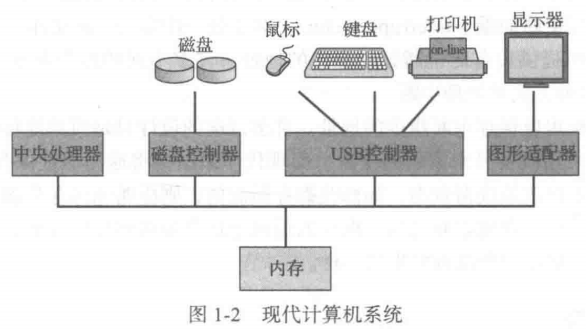 磁盘
鼠标
键盘
打印机
显示器
on-line
中央处理器
磁盘控制器
USB控制器
图形适配器
内存
图 1-2 现代计算机系统